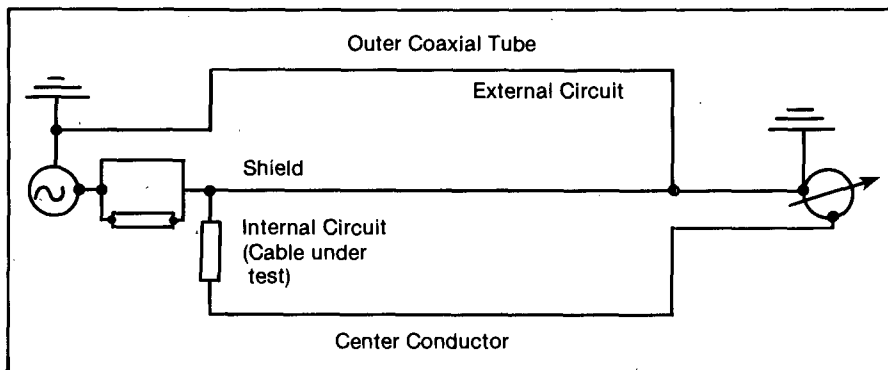 Outer Coaxial Tube
External Circuit
Shield
Internal Circuit
(Cable under
test)
Center Conductor